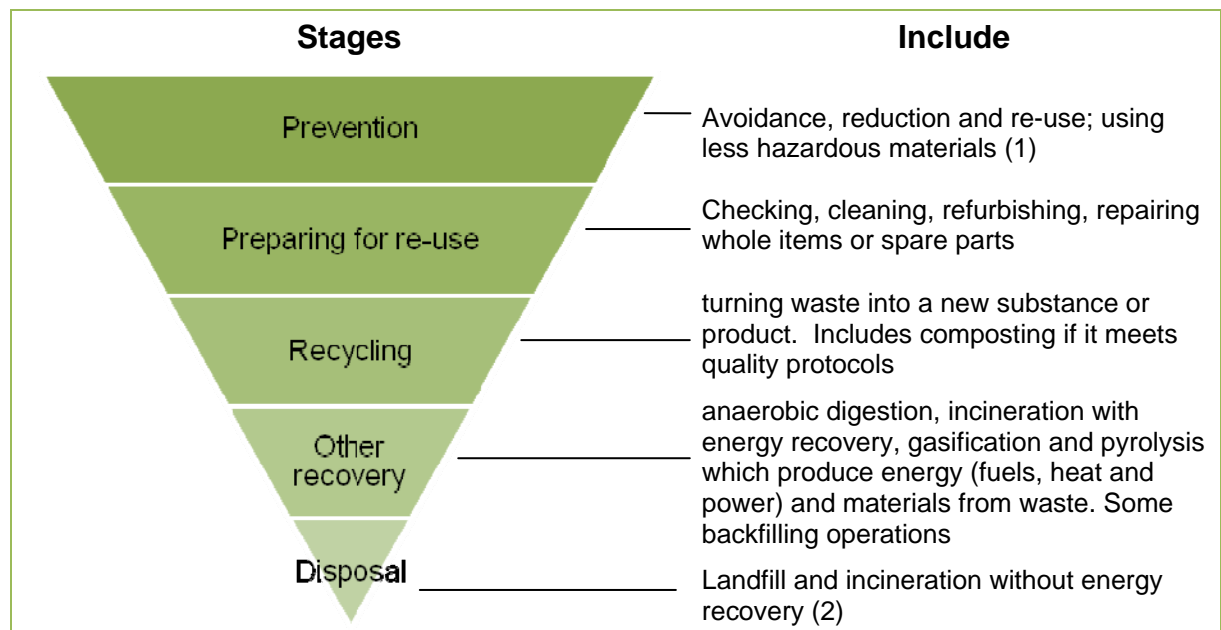 Stages
Include
Prevention
Avoidance, reduction and re-use; using
less hazardous materials (1)
Preparing for re-use
Checking, cleaning, refurbishing, repairing
whole items or spare parts
Recycling
turning waste into a new substance or
product.  Includes composting if it meets
quality protocols
Other
recovery
anaerobic digestion, incineration with
energy recovery, gasification and pyrolysis
which produce energy (fuels, heat and
power) and materials from waste. Some
backfilling operations
Disposal
Landfill and incineration without energy
recovery (2)